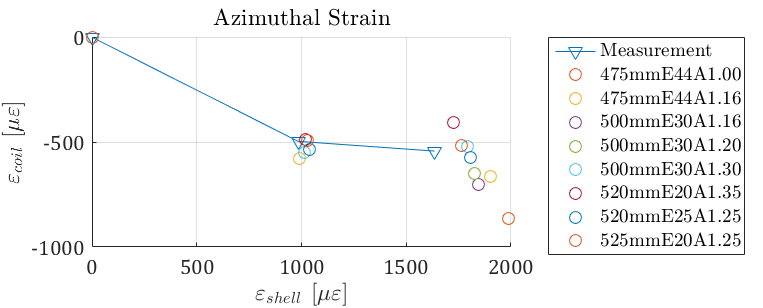 Azimuthal Strain
0
-500
-1000
ε_coil [με]
0 500 1000 1500 2000
ε_shell [με]
Measurement
475mmE44A1.00
475mmE44A1.16
500mmE30A1.16
500mmE30A1.20
500mmE30A1.30
520mmE20A1.35
520mmE25A1.25
525mmE20A1.25